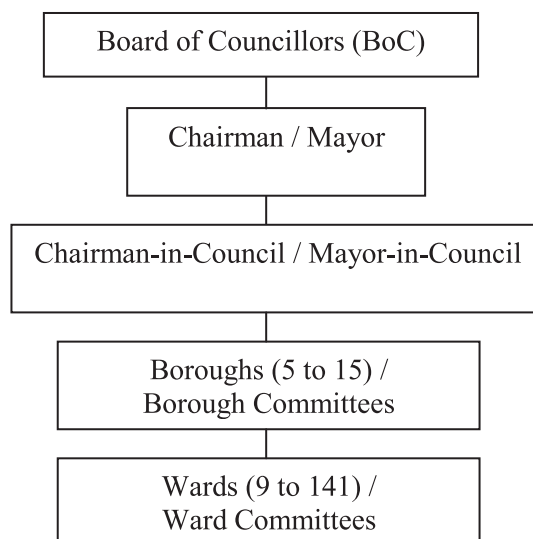 Board of Councillors (BoC)
Chairman / Mayor
Chairman-in-Council / Mayor-in-Council
Boroughs (5 to 15) /
Borough Committees
Wards (9 to 141) /
Ward Committees